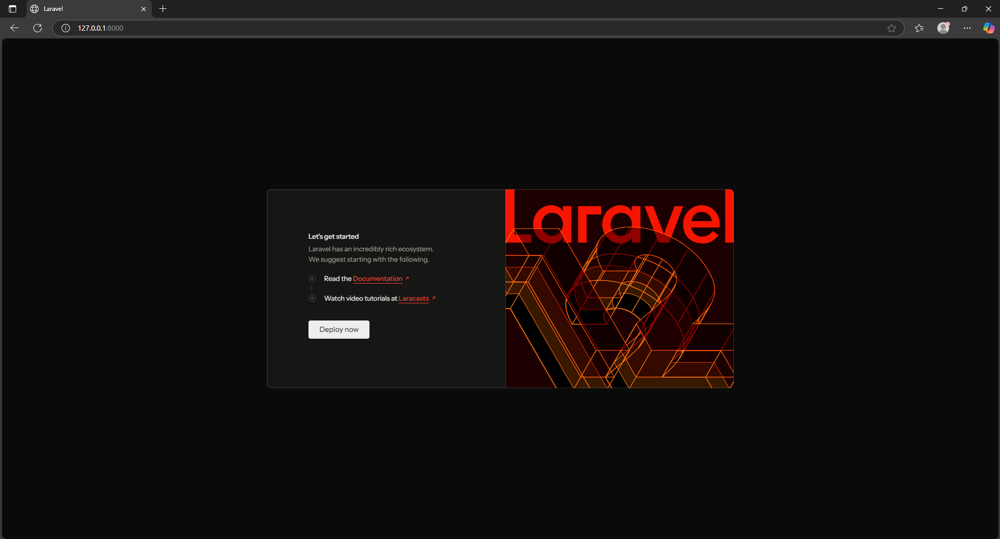 Laravel
127.0.0.1:8000
Let's get started
Laravel has an incredibly rich ecosystem.
We suggest starting with the following.
Read the Documentation
Watch video tutorials at Laracasts
Deploy now
Laravel